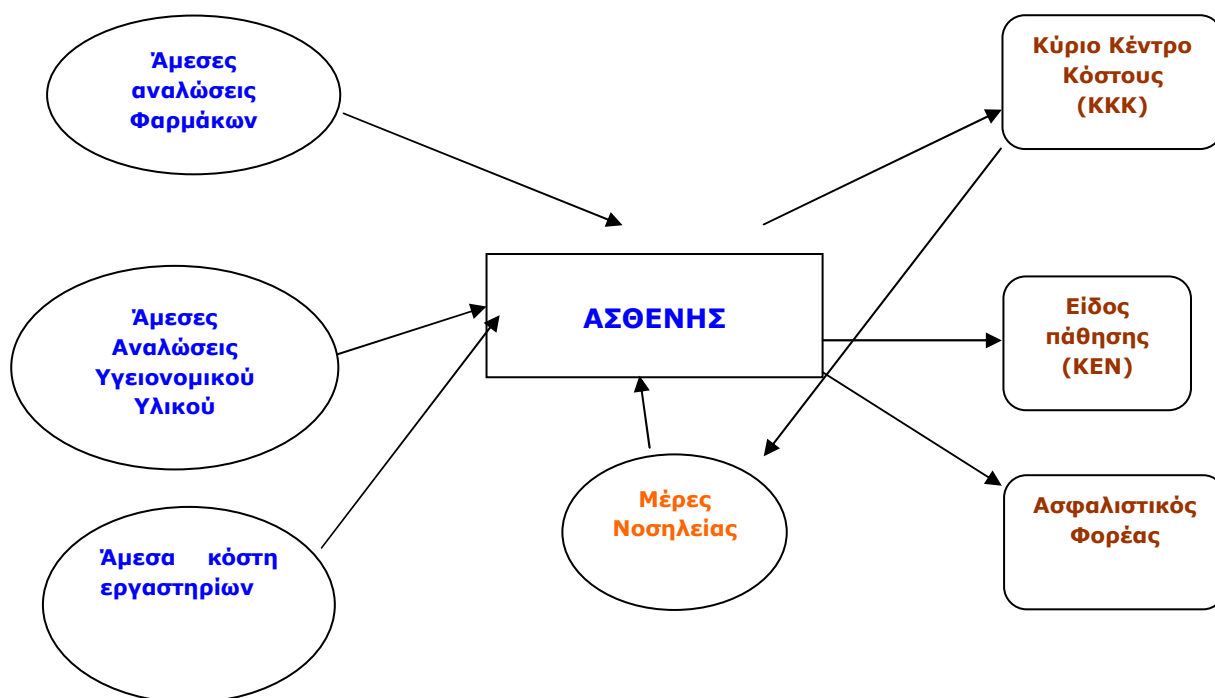 Άμεσες
αναλώσεις
Φαρμάκων
Κύριο Κέντρο
Κόστους
(ΚΚΚ)
Άμεσες
Αναλώσεις
Υγειονομικού
Υλικού
ΑΣΘΕΝΗΣ
Είδος
πάθησης
(ΚΕΝ)
Άμεσα κόστη
εργαστηρίων
Μέρες
Νοσηλείας
Ασφαλιστικός
Φορέας